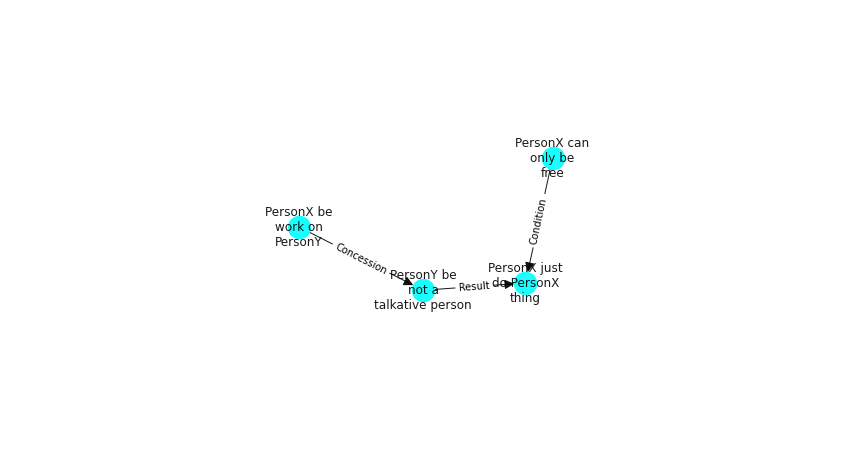 PersonX can
only be
free
Condition
PersonX be
work on
PersonY
Concession
PersonY be
not a
talkative person
Result
PersonX just
do PersonX
thing